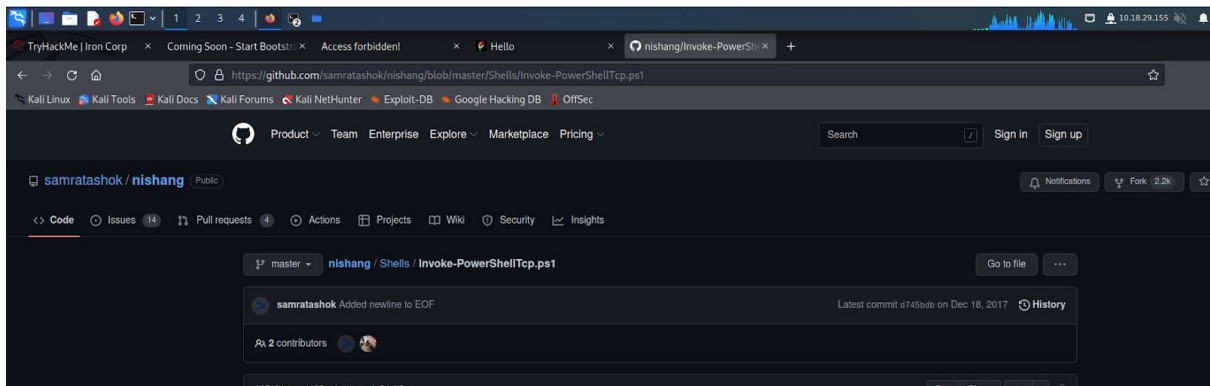 1 2 3 4 10.18.29.155
TryHackMe | Iron Corp × Coming Soon - Start Bootstr × Access forbidden! × Hello × nishang/Invoke-PowerSh × +
https://github.com/samratashok/nishang/blob/master/Shells/Invoke-PowerShellTcp.ps1
Kali Linux Kali Tools Kali Docs Kali Forums Kali NetHunter Exploit-DB Google Hacking DB OffSec
Product Team Enterprise Explore Marketplace Pricing Search / Sign in Sign up
samratashok / nishang Public Notifications Fork 2.2k
<> Code Issues 14 Pull requests 4 Actions Projects Wiki Security Insights
master nishang / Shells / Invoke-PowerShellTcp.ps1 Go to file ...
samratashok Added newline to EOF Latest commit d745bdb on Dec 18, 2017 History
2 contributors